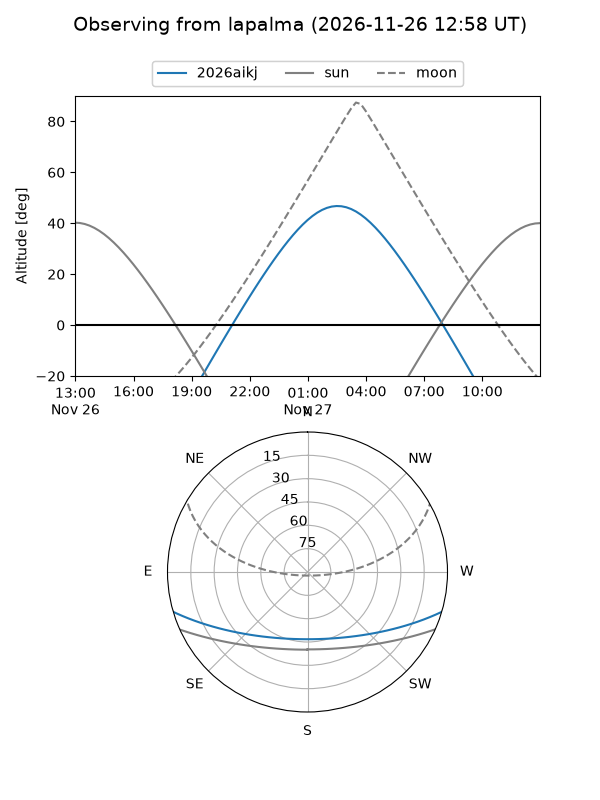 Observing from lapalma (2026-11-26 12:58 UT)
2026aikj sun moon
Altitude [deg]
80
60
40
20
0
−20
13:00 16:00 19:00 22:00 01:00 04:00 07:00 10:00
Nov 26 Nov 27
N
NE NW
15
30
45
60
75
E W
SE SW
S